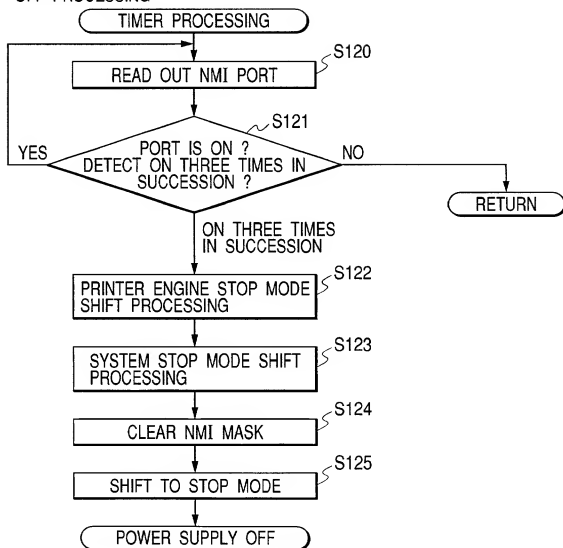 TIMER PROCESSING
S120
READ OUT NMI PORT
S121
PORT IS ON ?
YES
DETECT ON THREE TIMES IN
NO
SUCCESSION ?
RETURN
ON THREE TIMES
IN SUCCESSION
S122
PRINTER ENGINE STOP MODE
SHIFT PROCESSING
S123
SYSTEM STOP MODE SHIFT
PROCESSING
S124
CLEAR NMI MASK
S125
SHIFT TO STOP MODE
POWER SUPPLY OFF